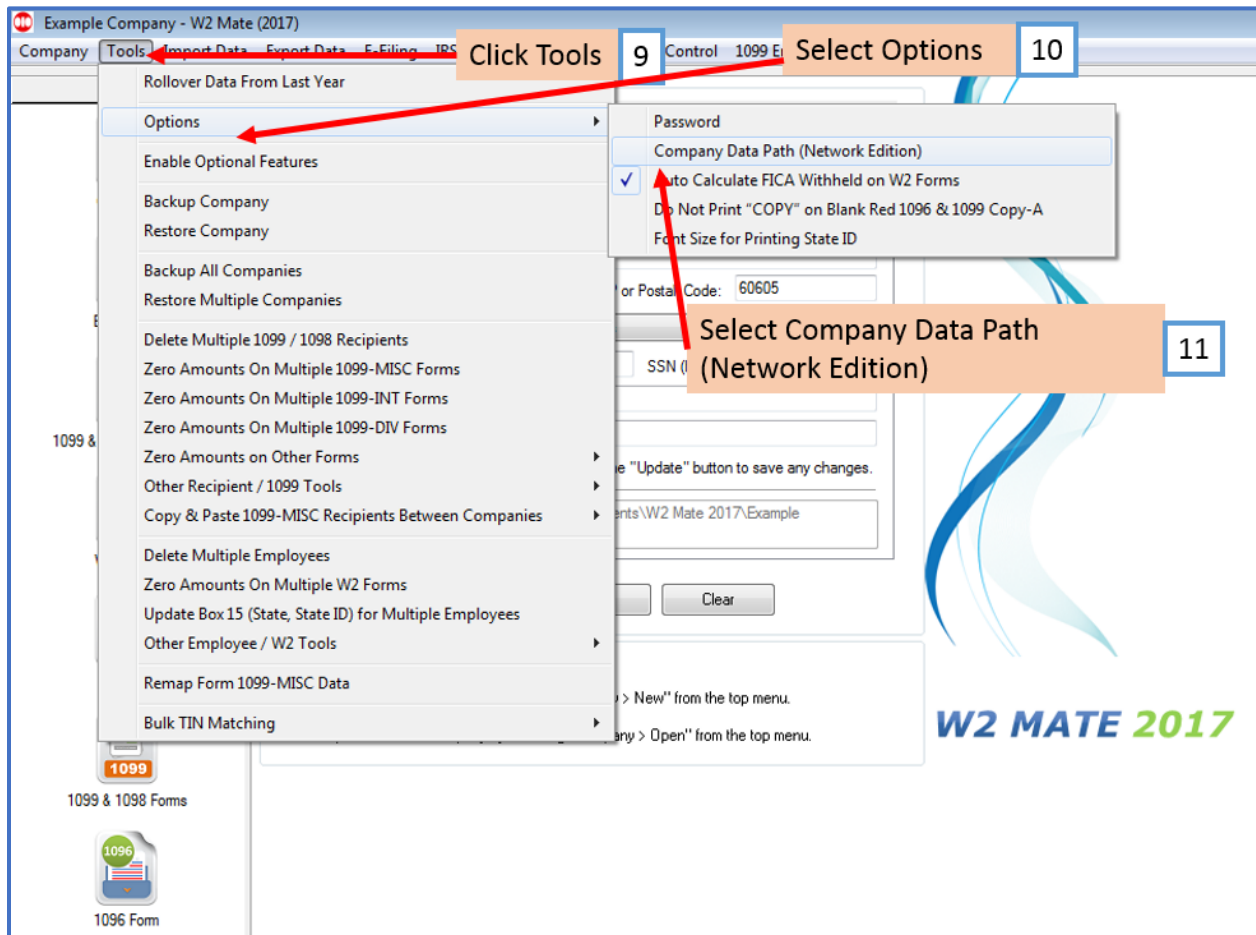 Example Company - W2 Mate (2017)
Company Tools Import Data Export Data E-Filing IRS Control 1099 E
Click Tools 9
Select Options 10
Rollover Data From Last Year
Options
Enable Optional Features
Backup Company
Restore Company
Backup All Companies
Restore Multiple Companies
Delete Multiple 1099 / 1098 Recipients
Zero Amounts On Multiple 1099-MISC Forms
Zero Amounts On Multiple 1099-INT Forms
Zero Amounts On Multiple 1099-DIV Forms
Zero Amounts on Other Forms
Other Recipient / 1099 Tools
Copy & Paste 1099-MISC Recipients Between Companies
Delete Multiple Employees
Zero Amounts On Multiple W2 Forms
Update Box 15 (State, State ID) for Multiple Employees
Other Employee / W2 Tools
Remap Form 1099-MISC Data
Bulk TIN Matching
Password
Company Data Path (Network Edition)
Auto Calculate FICA Withheld on W2 Forms
Do Not Print “COPY” on Blank Red 1096 & 1099 Copy-A
Font Size for Printing State ID
or Postal Code: 60605
Select Company Data Path
(Network Edition)
11
SSN (
1099 &
"Update" button to save any changes.
ents\W2 Mate 2017\Example
Clear
> New" from the top menu.
any > Open" from the top menu.
W2 MATE 2017
1099
1099 & 1098 Forms
1096
1096 Form